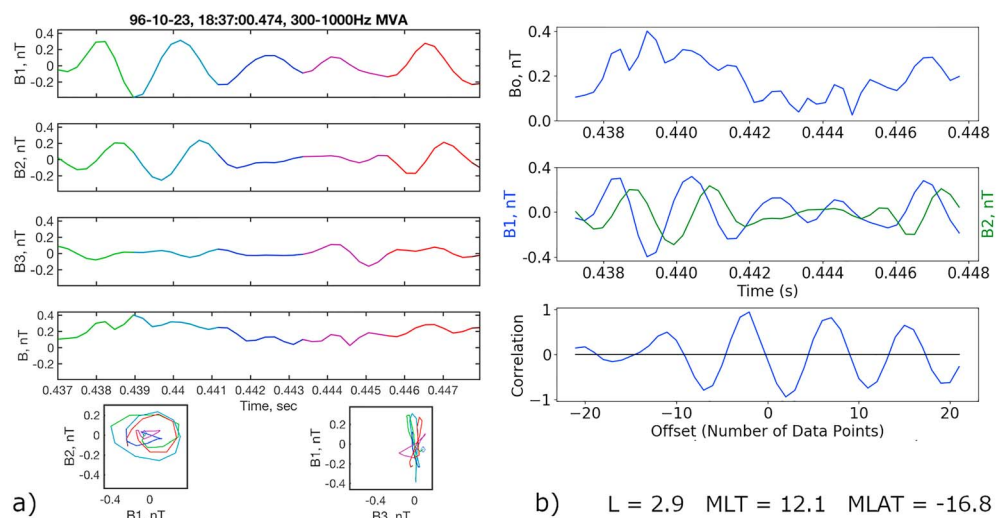 96-10-23, 18:37:00.474, 300-1000Hz MVA
B1, nT
0.4
0.2
0
-0.2
B2, nT
0.4
0.2
0
-0.2
B3, nT
0.4
0.2
0
-0.2
B, nT
0.4
0.2
0
-0.2
0.437 0.438 0.439 0.44 0.441 0.442 0.443 0.444 0.445 0.446 0.447
Time, sec
B2, nT
0.2
0
-0.2
-0.4
-0.4 0
B1, nT
B1, nT
0.2
0
-0.2
-0.4
-0.4 -0.2 0
B3, nT
a)
Bo, nT
0.4
0.2
0.0
0.438 0.440 0.442 0.444 0.446 0.448
B1, nT
0.4
0.0
-0.4
B2, nT
0.438 0.440 0.442 0.444 0.446 0.448
Time (s)
Correlation
1
0
−1
−20 −10 0 10 20
Offset (Number of Data Points)
b) L = 2.9 MLT = 12.1 MLAT = -16.8